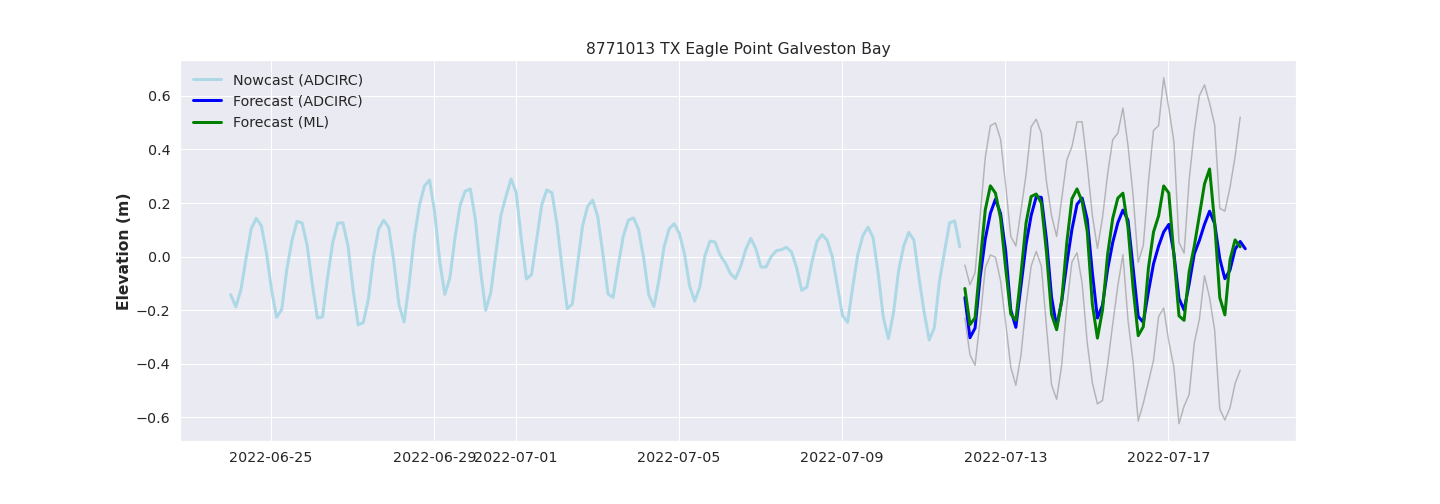 8771013 TX Eagle Point Galveston Bay
Nowcast (ADCIRC)
Forecast (ADCIRC)
Forecast (ML)
Elevation (m)
0.6
0.4
0.2
0.0
−0.2
−0.4
−0.6
2022-06-25
2022-06-29
2022-07-01
2022-07-05
2022-07-09
2022-07-13
2022-07-17